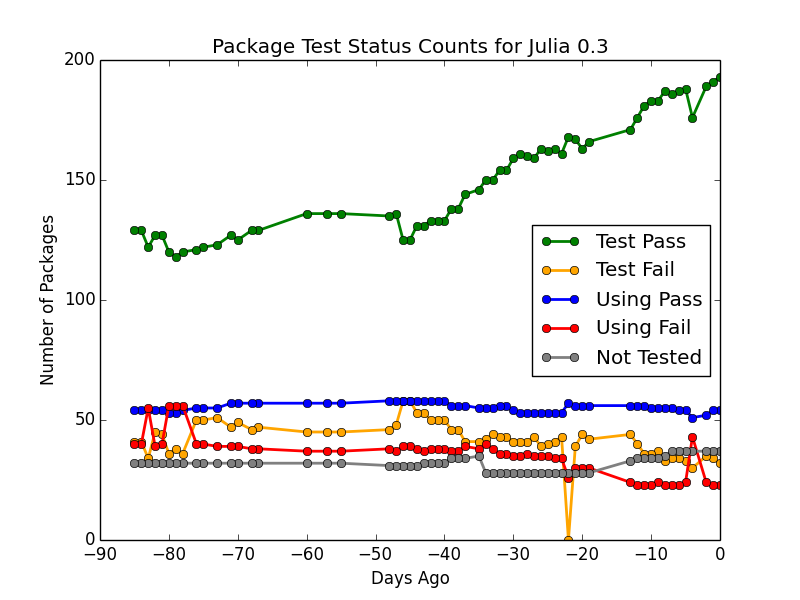 Package Test Status Counts for Julia 0.3
200
150
100
50
0
Number of Packages
Test Pass
Test Fail
Using Pass
Using Fail
Not Tested
−90 −80 −70 −60 −50 −40 −30 −20 −10 0
Days Ago